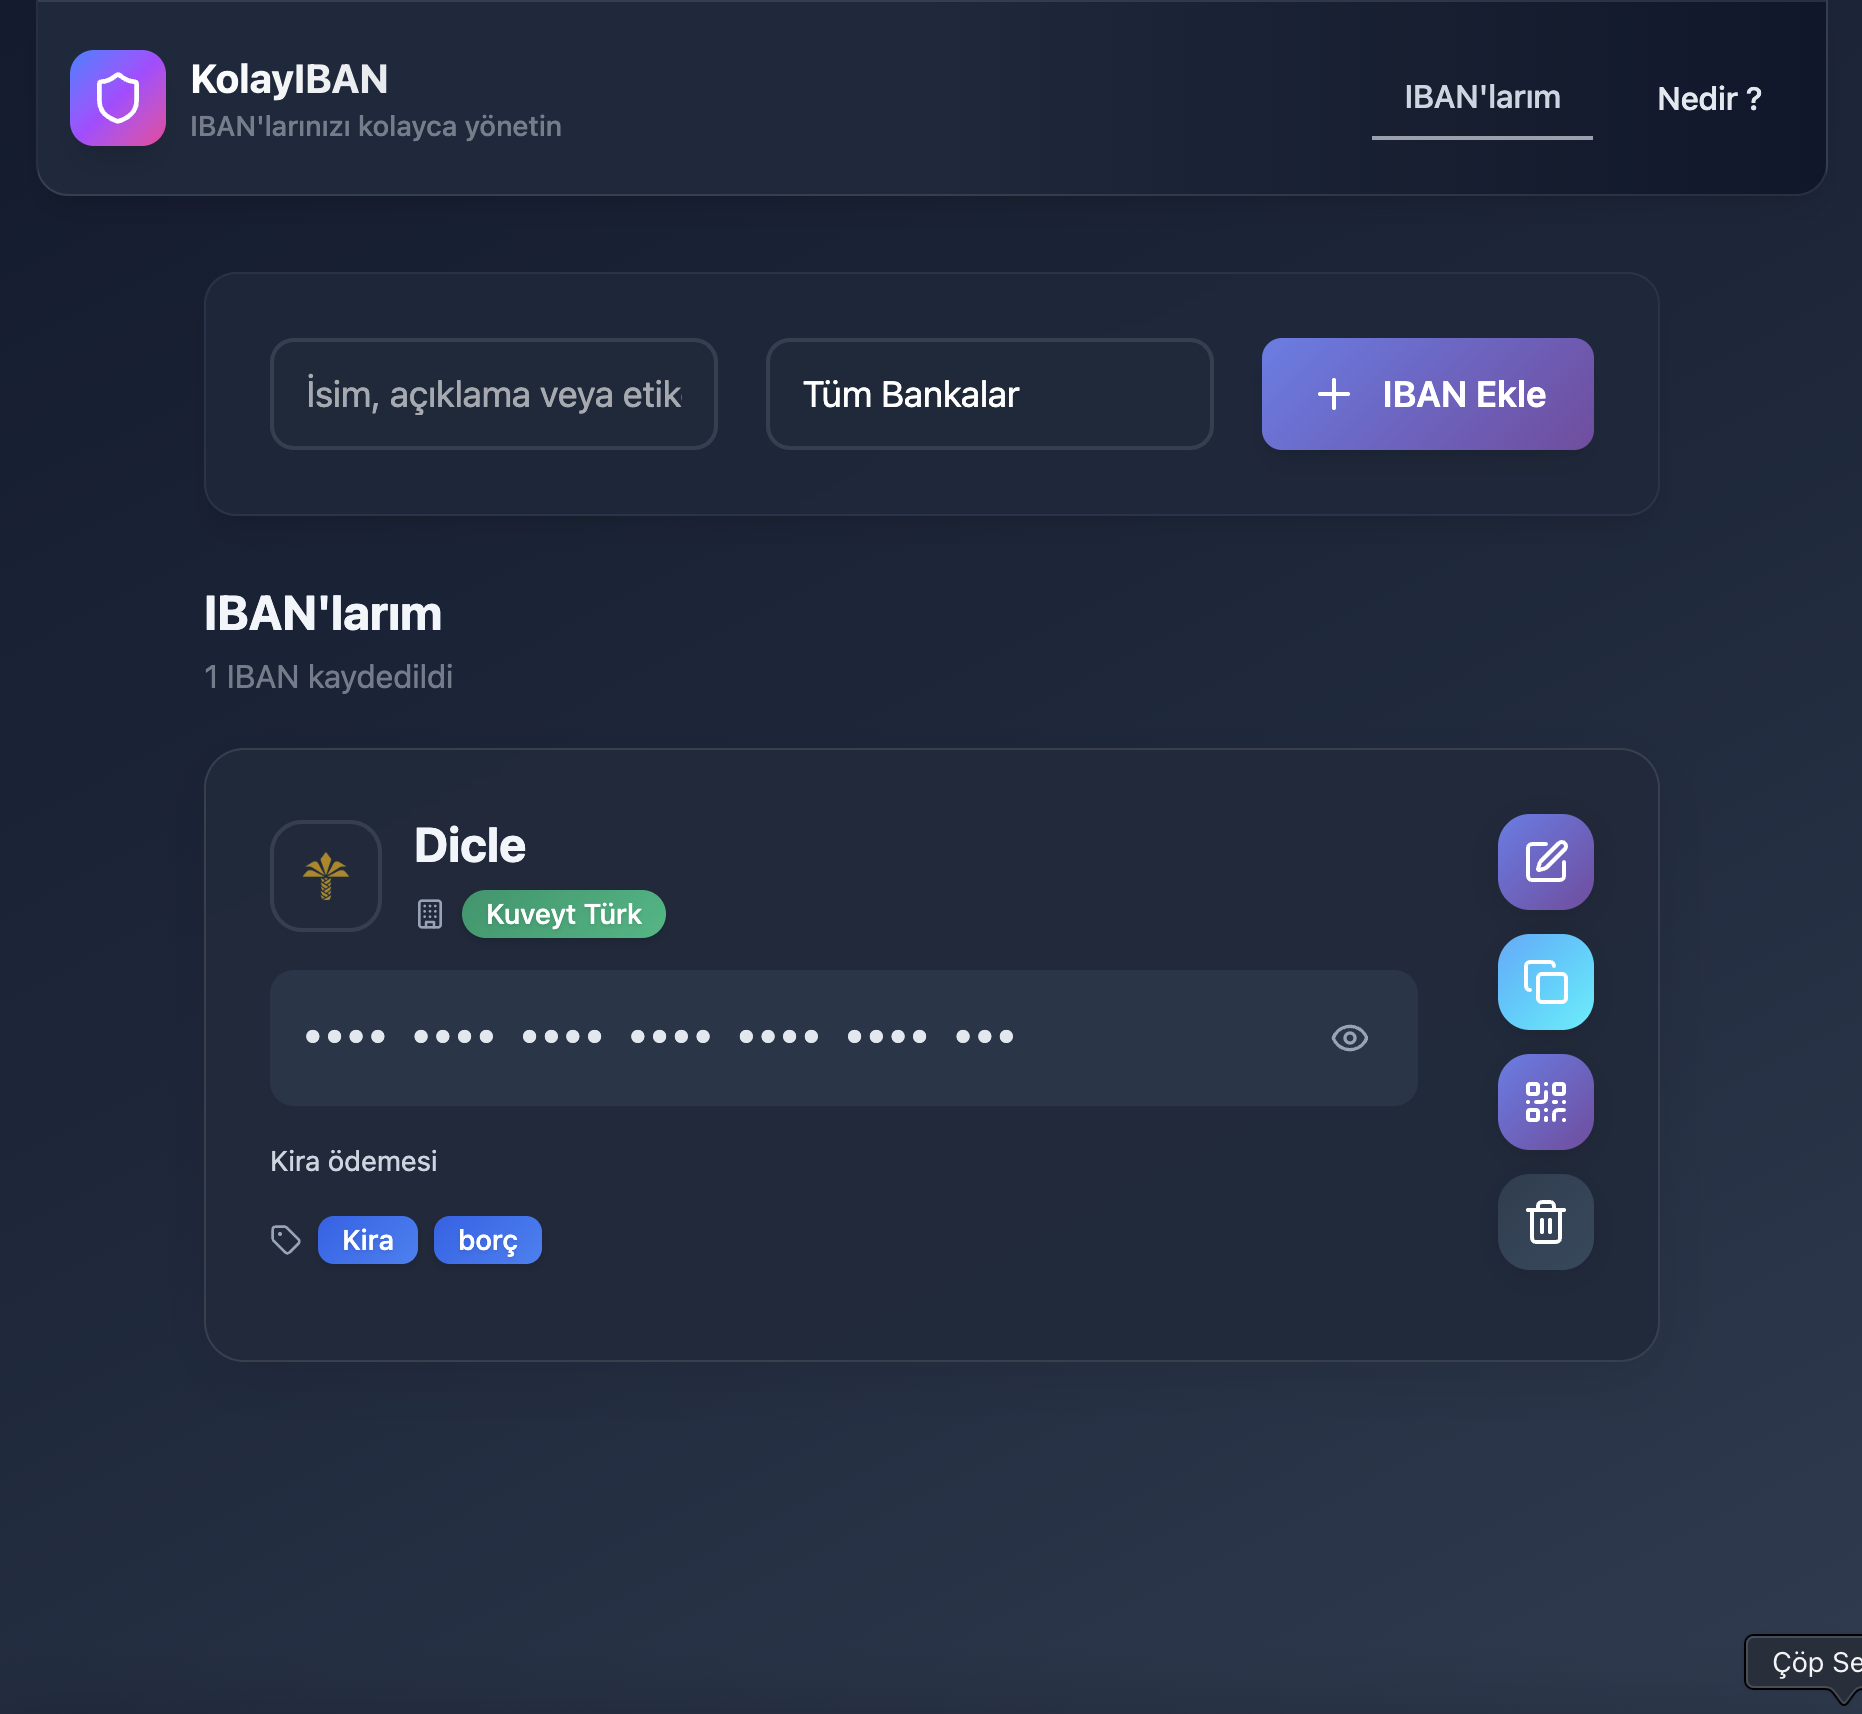 KolayIBAN
IBAN'larınızı kolayca yönetin
IBAN'larım
Nedir ?
İsim, açıklama veya etik
Tüm Bankalar
IBAN Ekle
IBAN'larım
1 IBAN kaydedildi
Dicle
Kuveyt Türk
•••• •••• •••• •••• •••• •••• •••
Kira ödemesi
Kira
borç
Çöp Se